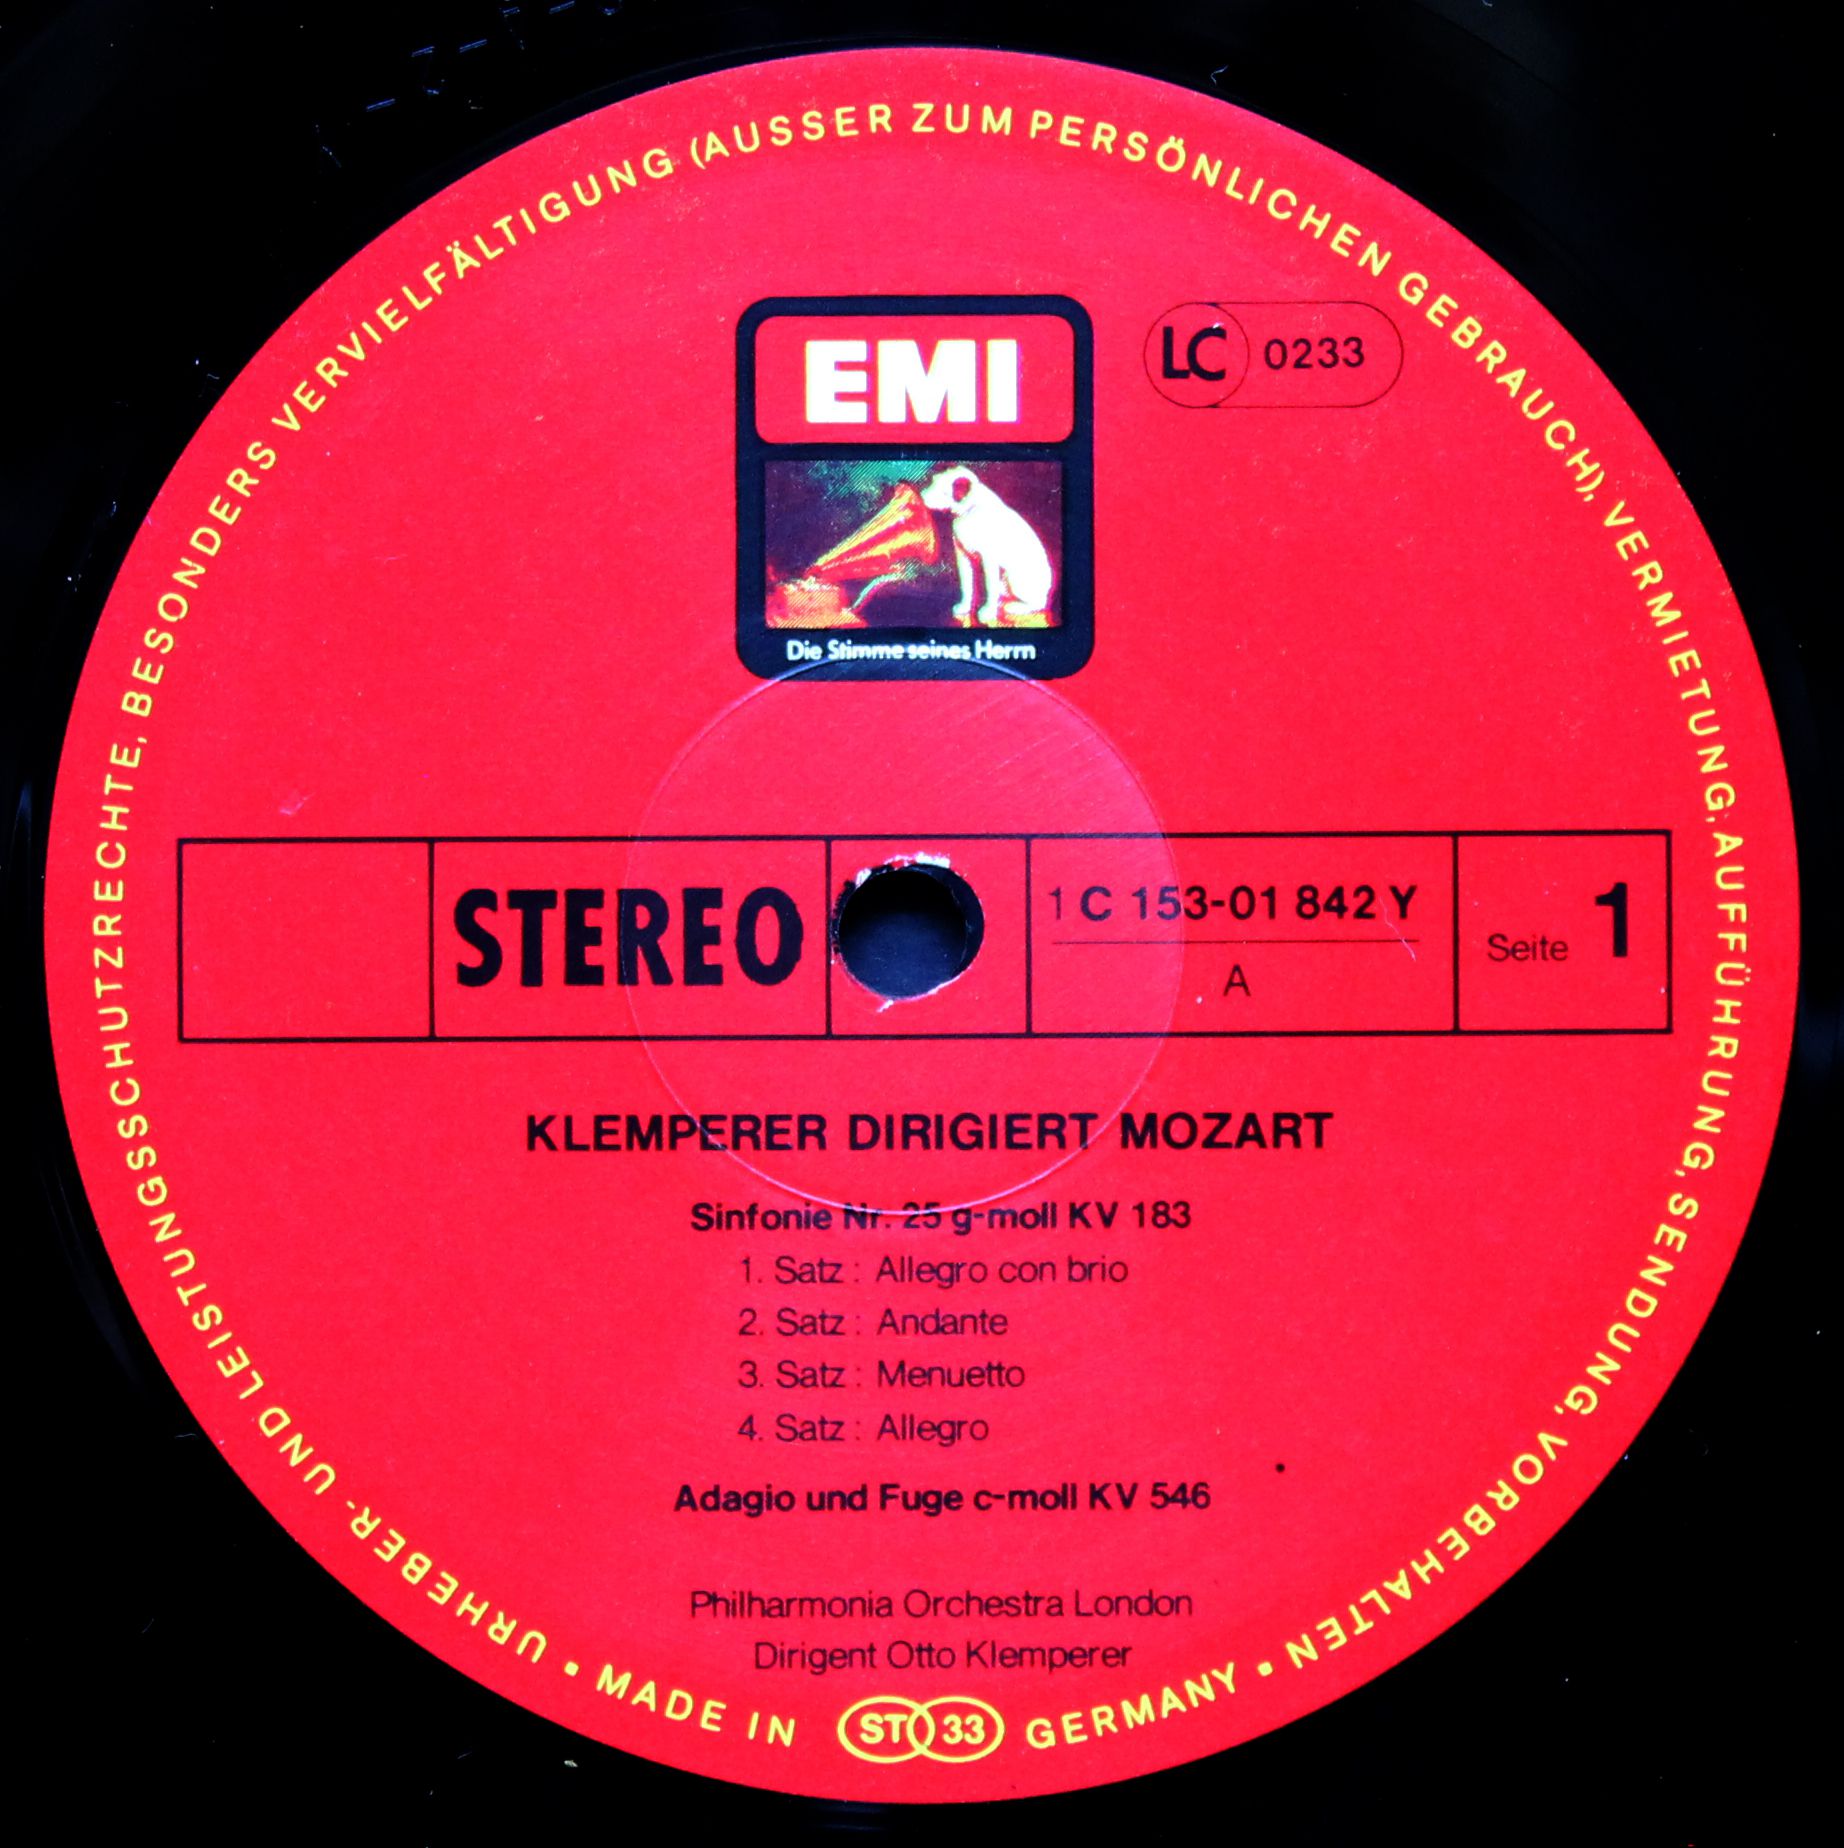 URHEBER- UND LEISTUNGSSCHUTZRECHTE, BESONDERS VERVIELFÄLTIGUNG (AUSSER ZUM PERSÖNLICHEN GEBRAUCH), VERMIETUNG, AUFFÜHRUNG, SENDUNG, VORBEHALTEN •
EMI
LC 0233
Die Stimme seines Herrn
STEREO
1 C 153-01 842 Y
A
Seite 1
KLEMPERER DIRIGIERT MOZART
Sinfonie Nr. 25 g-moll KV 183
1. Satz : Allegro con brio
2. Satz : Andante
3. Satz : Menuetto
4. Satz : Allegro
Adagio und Fuge c-moll KV 546
Philharmonia Orchestra London
Dirigent Otto Klemperer
• MADE IN ST 33 GERMANY •